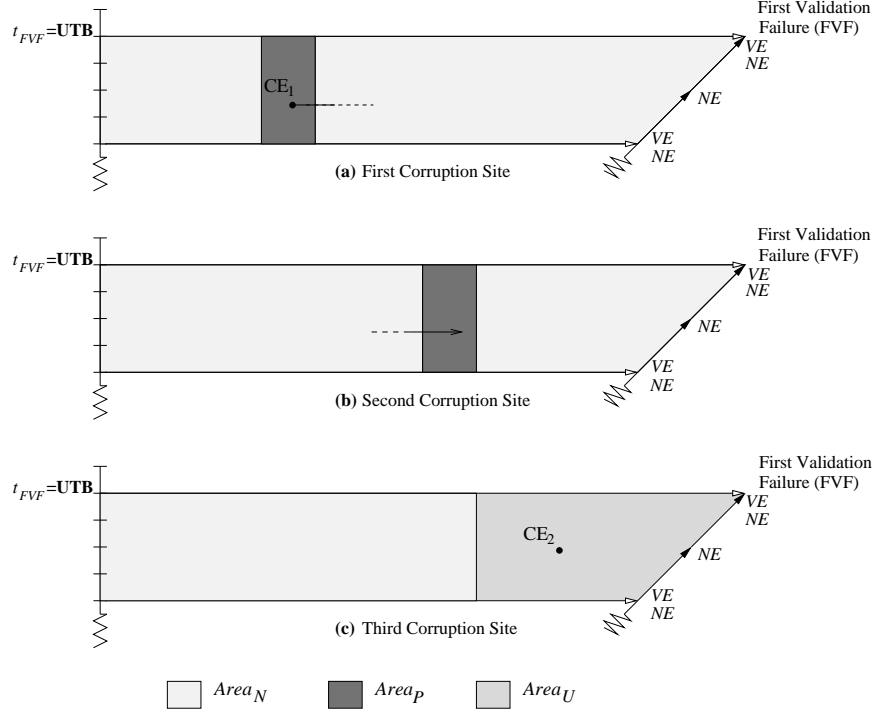 First Validation
Failure (FVF)
t_FVF=UTB
VE
NE
CE1
NE
VE
NE
(a) First Corruption Site
First Validation
Failure (FVF)
t_FVF=UTB
VE
NE
NE
VE
NE
(b) Second Corruption Site
First Validation
Failure (FVF)
t_FVF=UTB
VE
NE
CE2
NE
VE
NE
(c) Third Corruption Site
Area_N
Area_P
Area_U